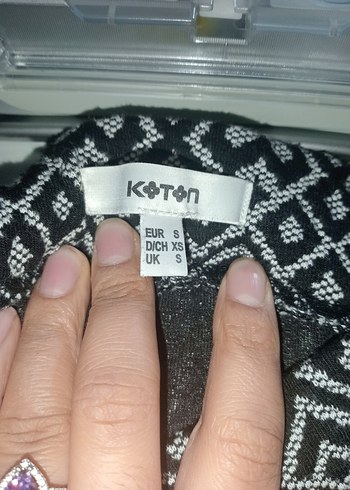 KOTON
EUR S
D/CH XS
UK S